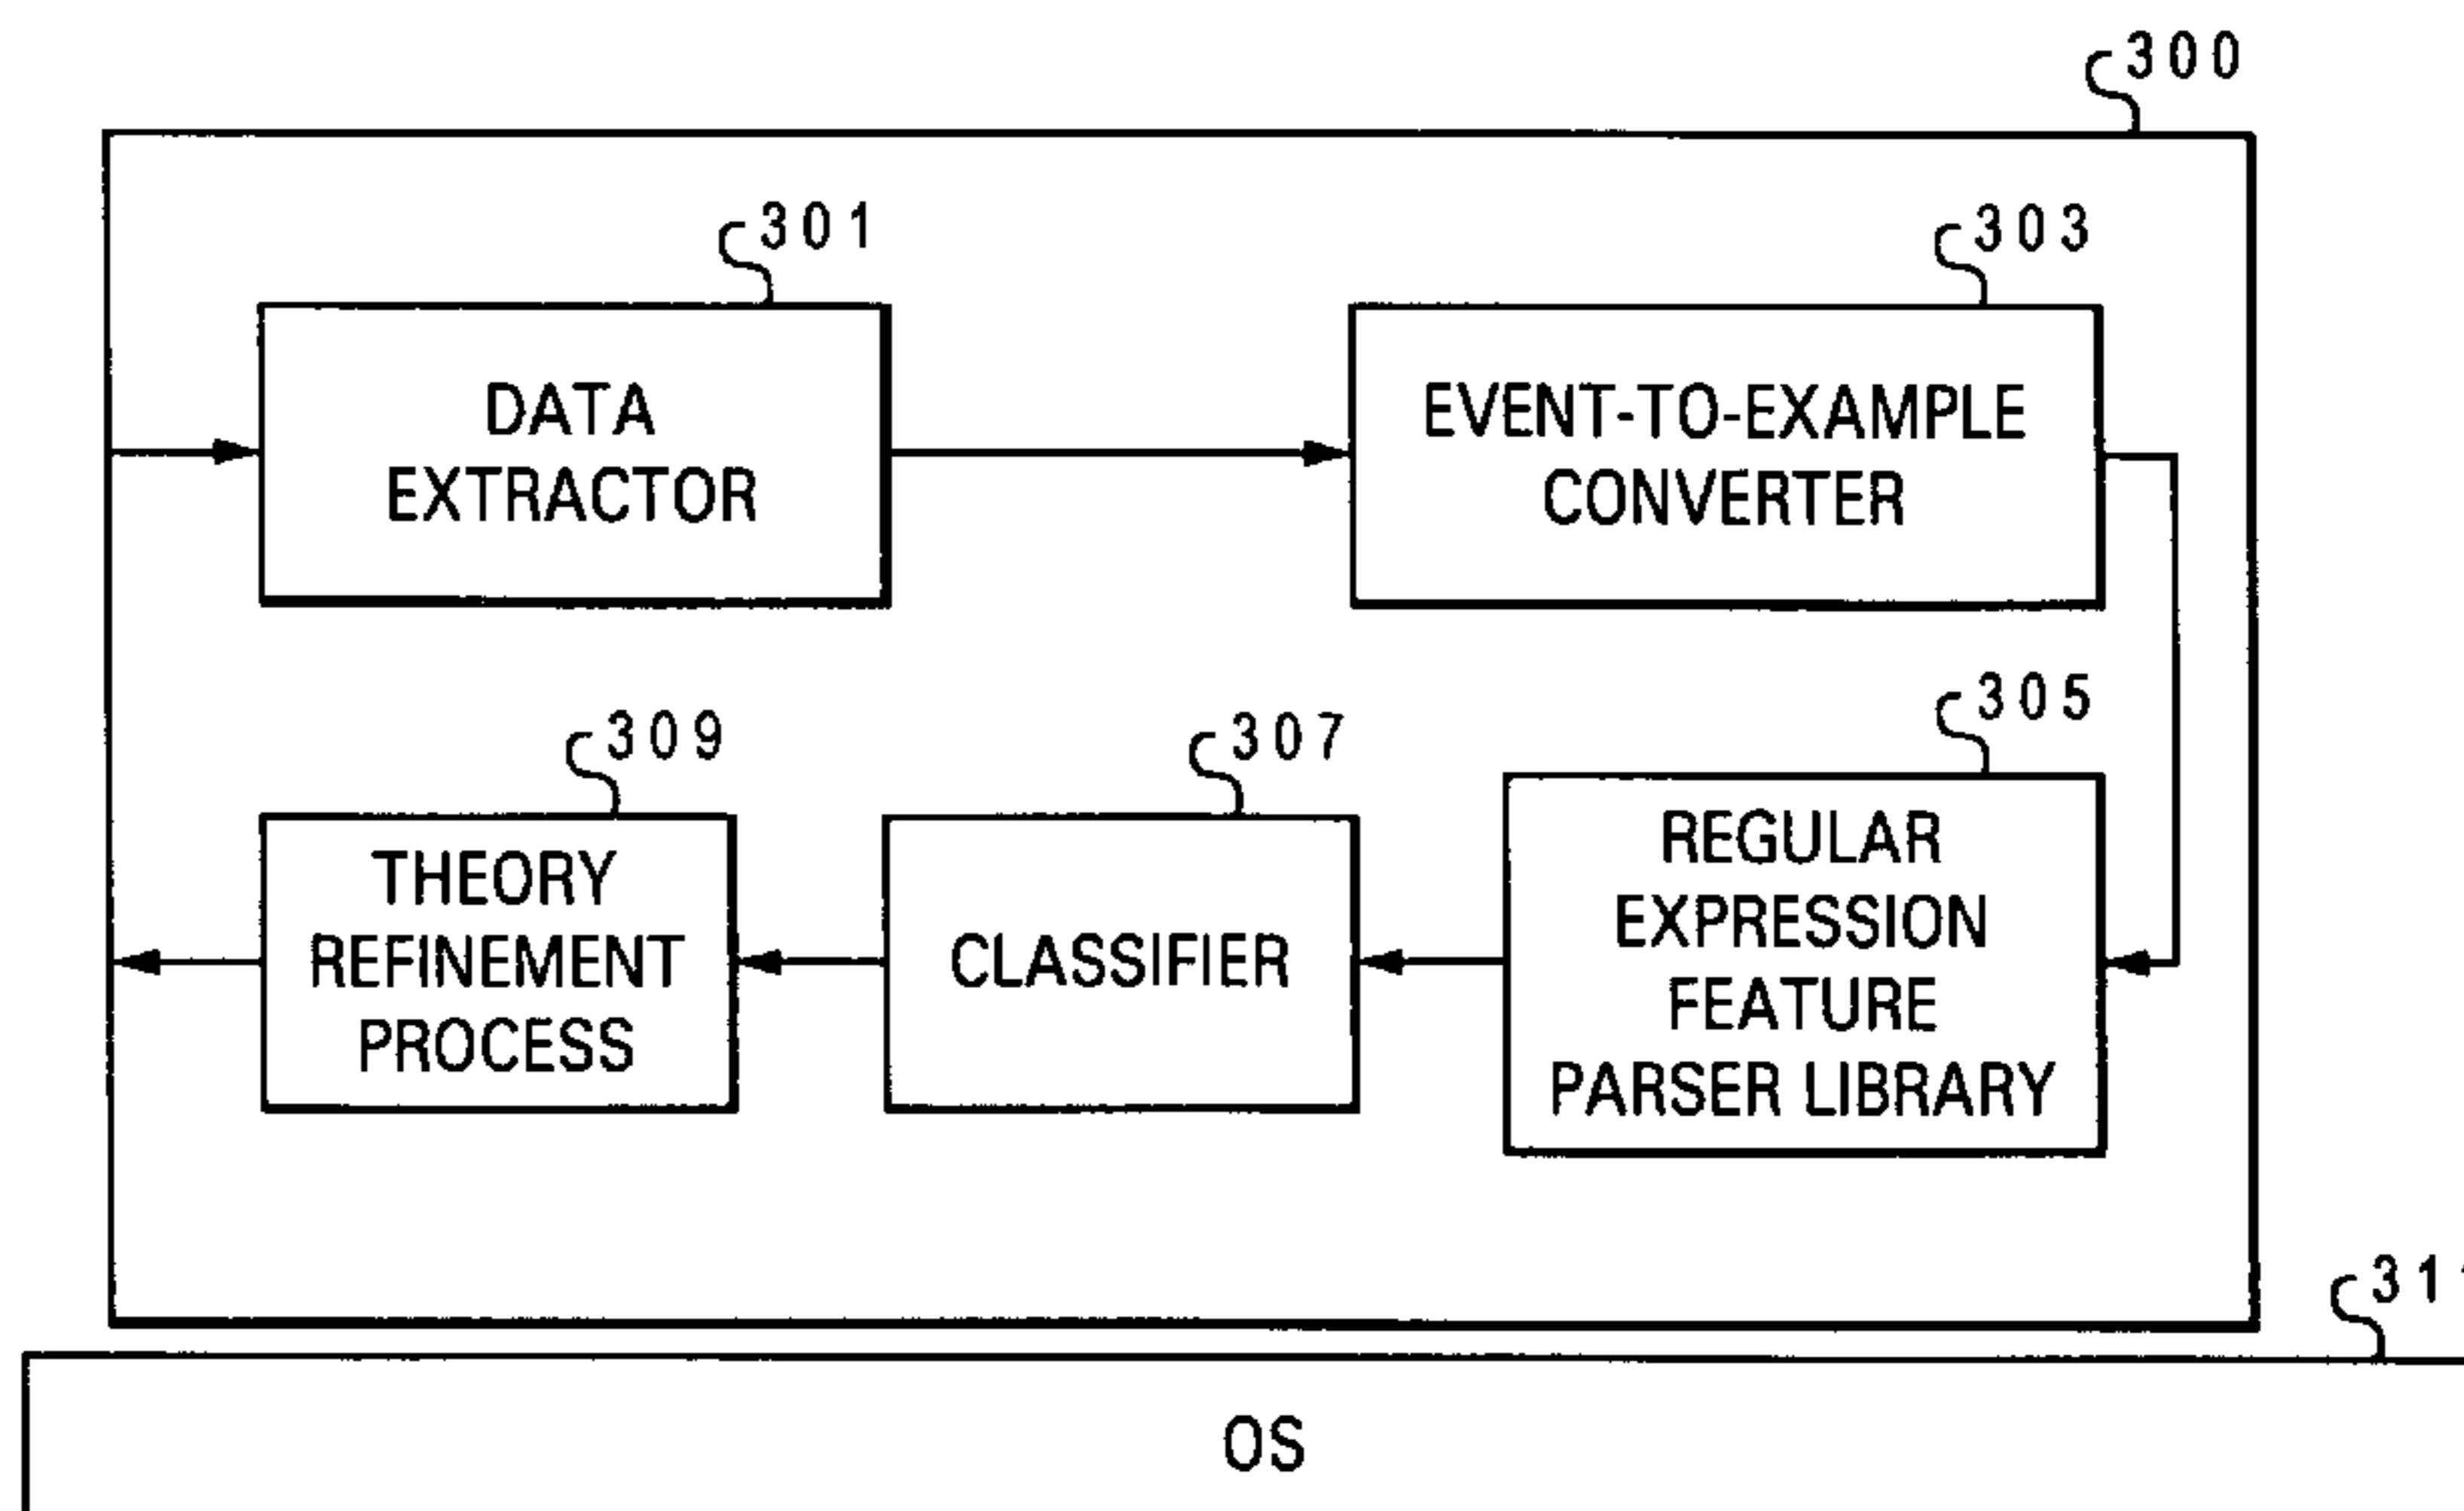 300
301
303
DATA
EXTRACTOR
EVENT-TO-EXAMPLE
CONVERTER
309
307
305
THEORY
REFINEMENT
PROCESS
CLASSIFIER
REGULAR
EXPRESSION
FEATURE
PARSER LIBRARY
OS